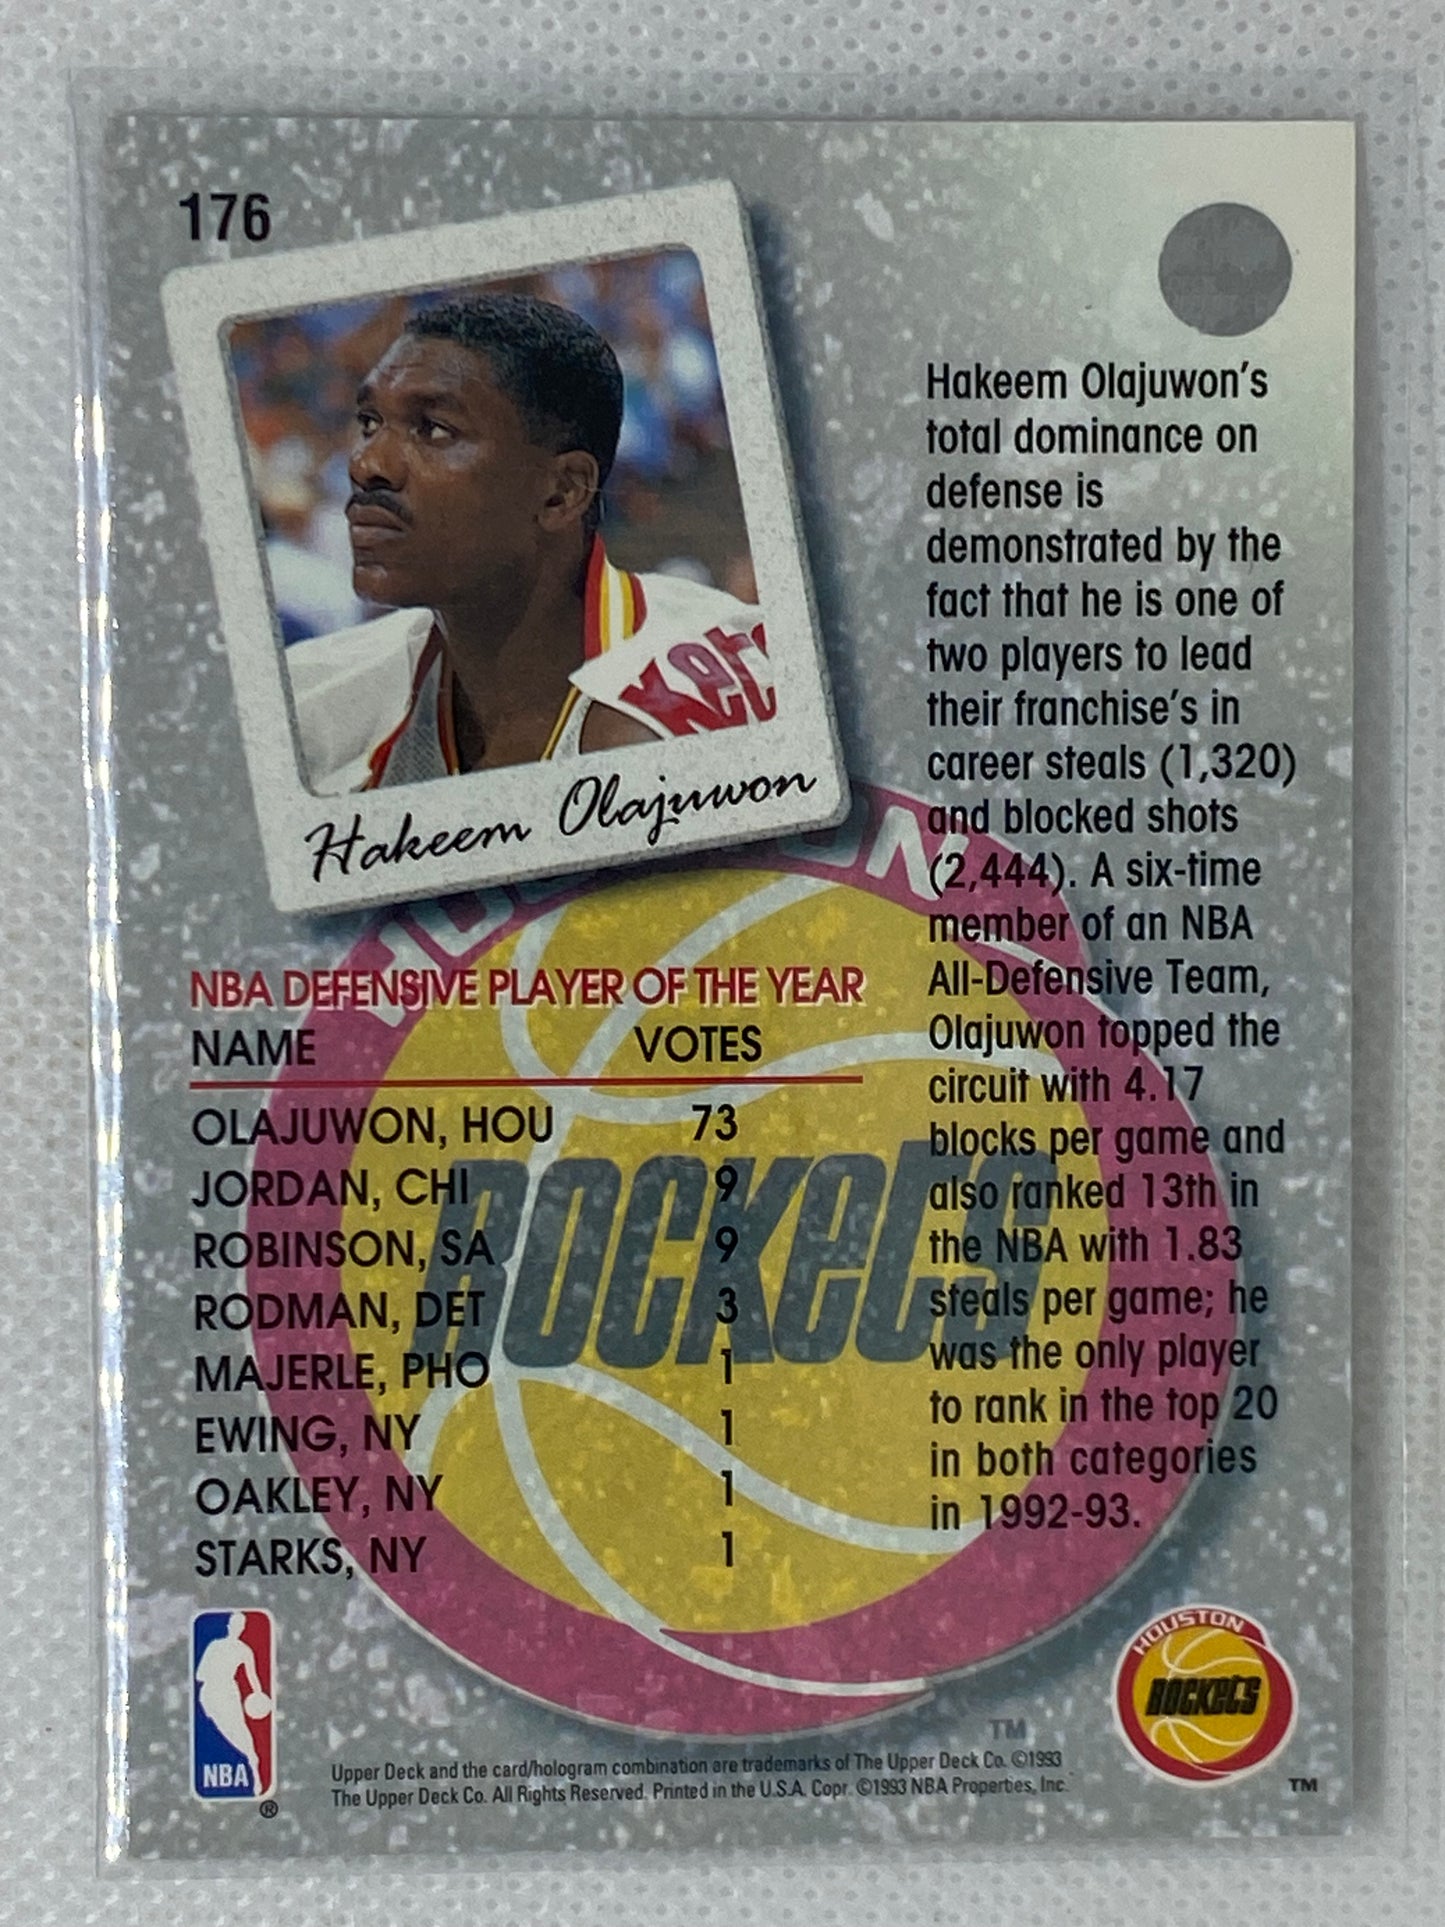 176
Rockets
Hakeem Olajuwon
Hakeem Olajuwon's
total dominance on
defense is
demonstrated by the
fact that he is one of
two players to lead
their franchise's in
career steals (1,320)
and blocked shots
(2,444). A six-time
member of an NBA
All-Defensive Team,
Olajuwon topped the
circuit with 4.17
blocks per game and
also ranked 13th in
the NBA with 1.83
steals per game; he
was the only player
to rank in the top 20
in both categories
in 1992-93.
NBA DEFENSIVE PLAYER OF THE YEAR
NAME VOTES
OLAJUWON, HOU 73
JORDAN, CHI 9
ROBINSON, SA 9
RODMAN, DET 3
MAJERLE, PHO 1
EWING, NY 1
OAKLEY, NY 1
STARKS, NY 1
HOUSTON
ROCKETS
TM
NBA
®
Upper Deck and the card/hologram combination are trademarks of The Upper Deck Co. ©1993
The Upper Deck Co. All Rights Reserved. Printed in the U.S.A. Copr. ©1993 NBA Properties, Inc.
HOUSTON
ROCKETS
TM